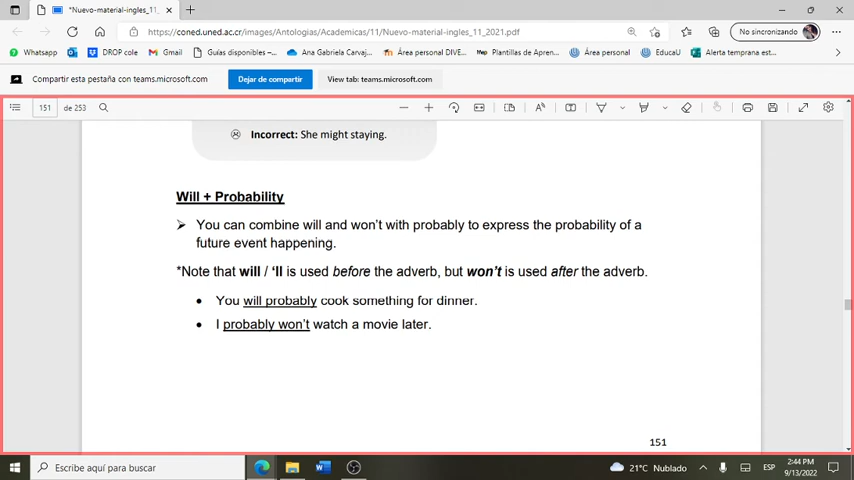 *Nuevo-material-ingles_11_2021.
https://coned.uned.ac.cr/images/Antologias/Academicas/11/Nuevo-material-ingles_11_2021.pdf
No sincronizando
Whatsapp DROP cole Gmail Guías disponibles –... Ana Gabriela Carvaj... Área personal DIVE... Plantillas de Apren... Área personal EducaU Alerta temprana est...
Compartir esta pestaña con teams.microsoft.com Dejar de compartir View tab: teams.microsoft.com
151 de 253
Incorrect: She might staying.
Will + Probability
You can combine will and won't with probably to express the probability of a
future event happening.
*Note that will / 'll is used before the adverb, but won't is used after the adverb.
You will probably cook something for dinner.
I probably won't watch a movie later.
151
Escribe aquí para buscar
21°C Nublado
ESP
2:44 PM
9/13/2022